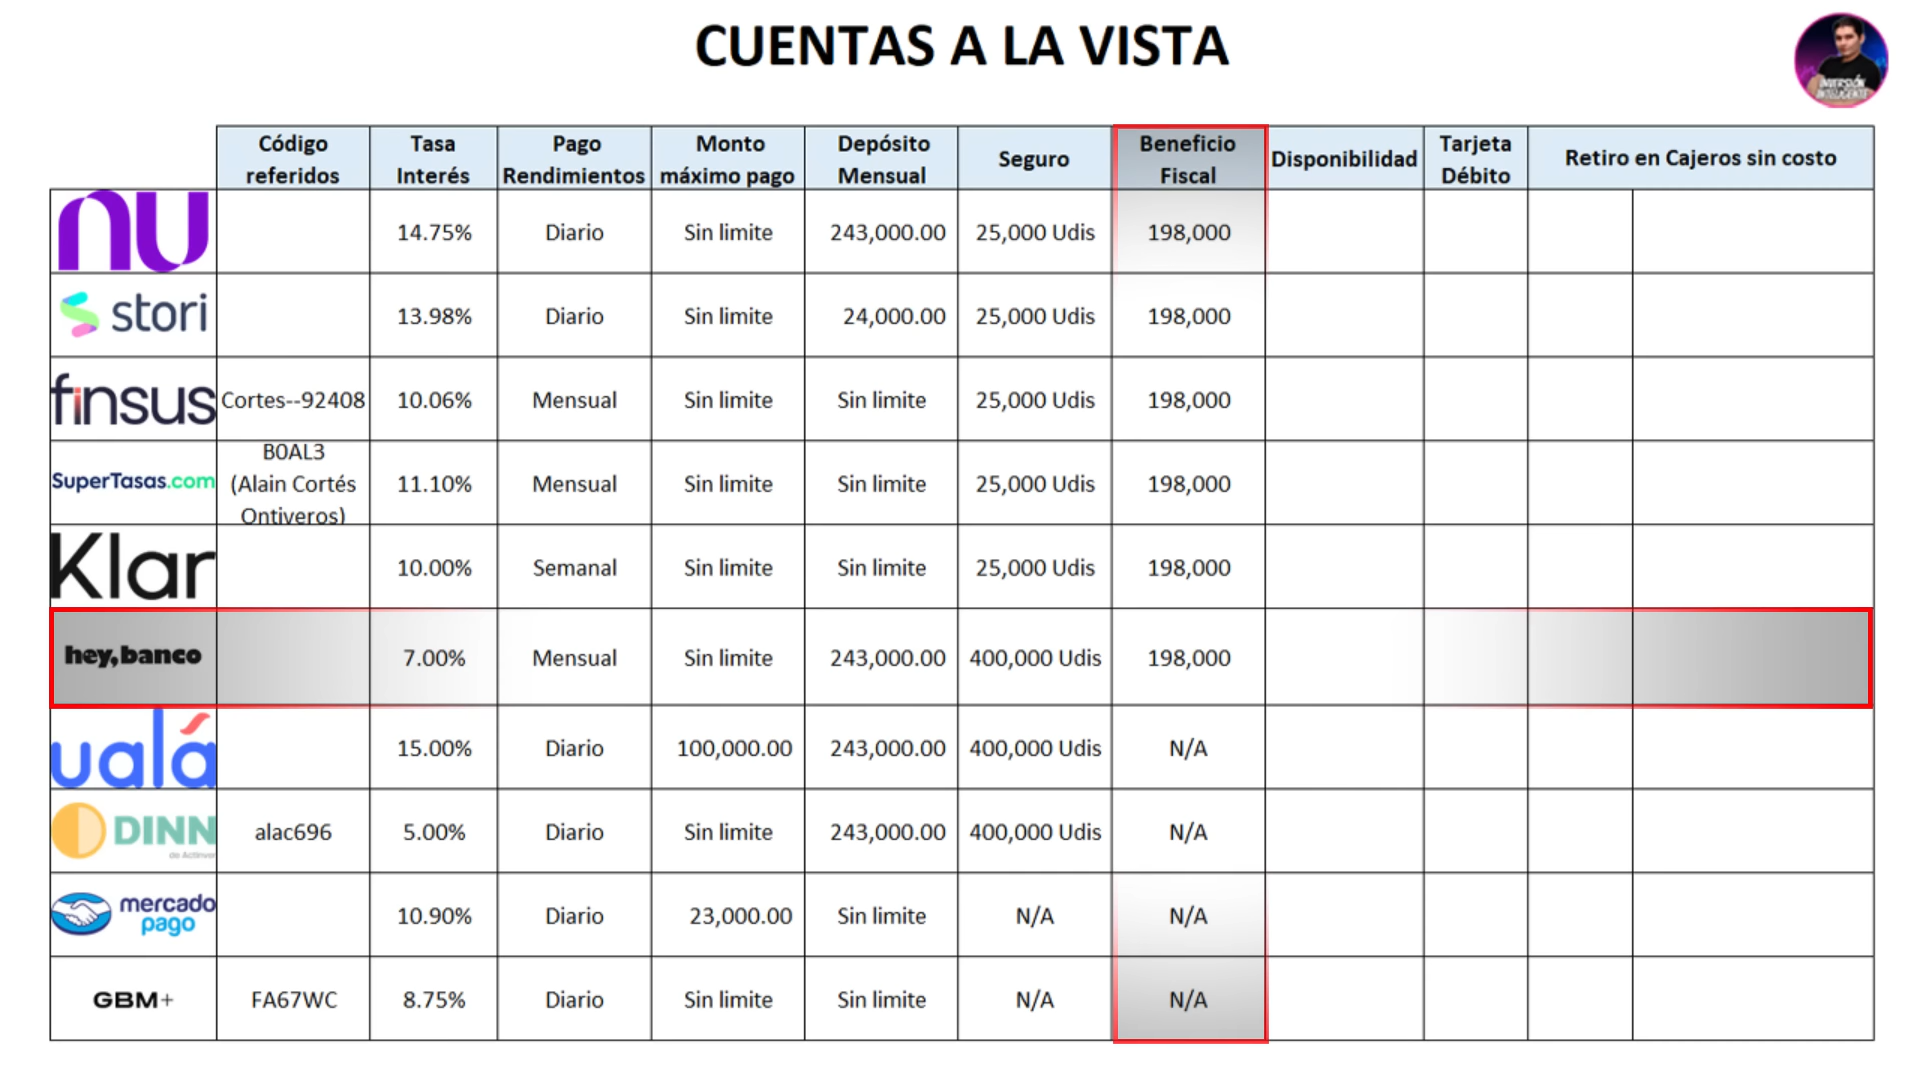 CUENTAS A LA VISTA
INVERSIÓN
INTELIGENTE
Código referidos Tasa Interés Pago Rendimientos Monto máximo pago Depósito Mensual Seguro Beneficio Fiscal Disponibilidad Tarjeta Débito Retiro en Cajeros sin costo
nu 14.75% Diario Sin limite 243,000.00 25,000 Udis 198,000
stori 13.98% Diario Sin limite 24,000.00 25,000 Udis 198,000
finsus Cortes--92408 10.06% Mensual Sin limite Sin limite 25,000 Udis 198,000
SuperTasas.com B0AL3 (Alain Cortés Ontiveros) 11.10% Mensual Sin limite Sin limite 25,000 Udis 198,000
Klar 10.00% Semanal Sin limite Sin limite 25,000 Udis 198,000
hey,banco 7.00% Mensual Sin limite 243,000.00 400,000 Udis 198,000
ualá 15.00% Diario 100,000.00 243,000.00 400,000 Udis N/A
DINN de Actinver alac696 5.00% Diario Sin limite 243,000.00 400,000 Udis N/A
mercado pago 10.90% Diario 23,000.00 Sin limite N/A N/A
GBM+ FA67WC 8.75% Diario Sin limite Sin limite N/A N/A